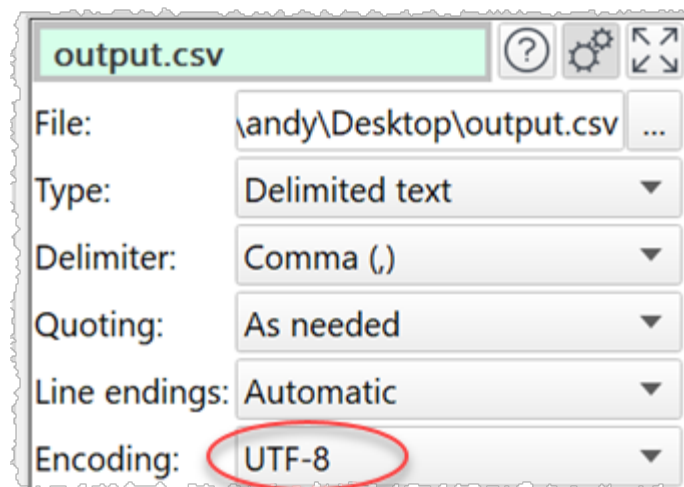 output.csv
File: \andy\Desktop\output.csv ...
Type: Delimited text
Delimiter: Comma (,)
Quoting: As needed
Line endings: Automatic
Encoding: UTF-8